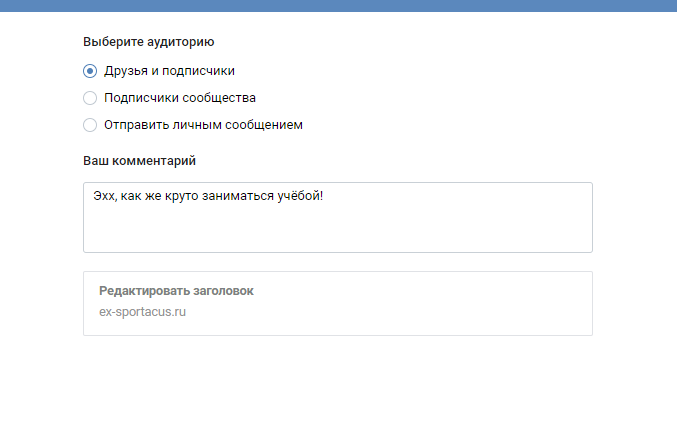 Выберите аудиторию
Друзья и подписчики
Подписчики сообщества
Отправить личным сообщением
Ваш комментарий
Эхх, как же круто заниматься учёбой!
Редактировать заголовок
ex-sportacus.ru